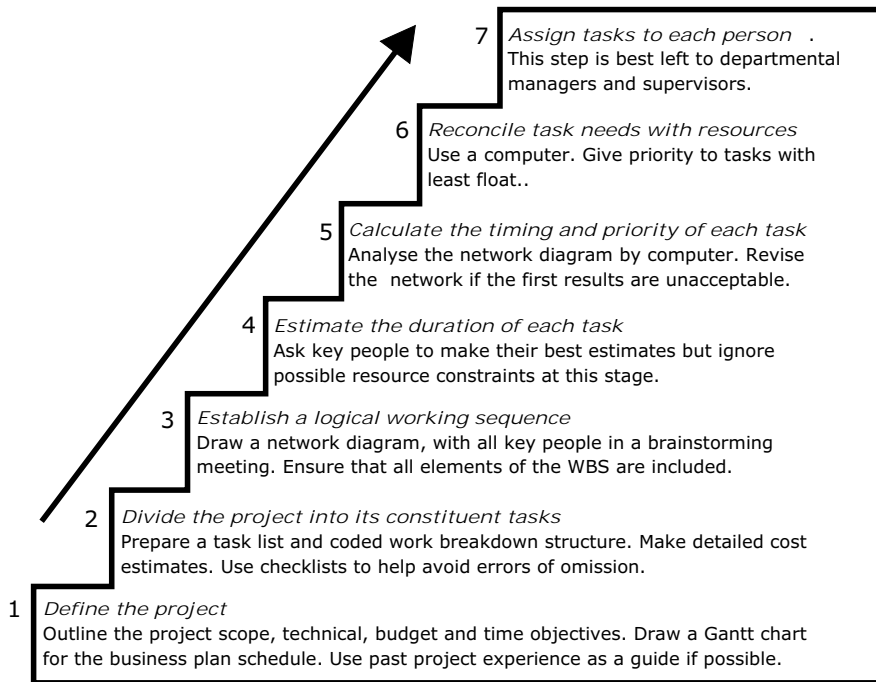 7 Assign tasks to each person .
This step is best left to departmental
managers and supervisors.
6 Reconcile task needs with resources
Use a computer. Give priority to tasks with
least float..
5 Calculate the timing and priority of each task
Analyse the network diagram by computer. Revise
the network if the first results are unacceptable.
4 Estimate the duration of each task
Ask key people to make their best estimates but ignore
possible resource constraints at this stage.
3 Establish a logical working sequence
Draw a network diagram, with all key people in a brainstorming
meeting. Ensure that all elements of the WBS are included.
2 Divide the project into its constituent tasks
Prepare a task list and coded work breakdown structure. Make detailed cost
estimates. Use checklists to help avoid errors of omission.
1 Define the project
Outline the project scope, technical, budget and time objectives. Draw a Gantt chart
for the business plan schedule. Use past project experience as a guide if possible.